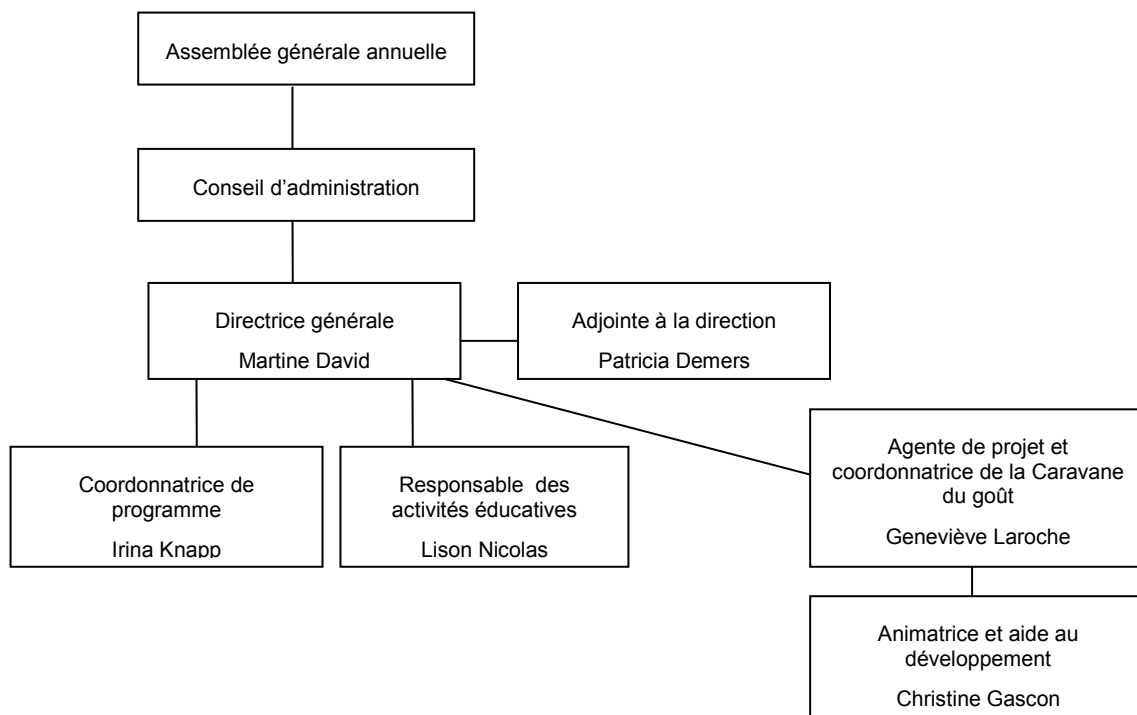 Assemblée générale annuelle
Conseil d'administration
Directrice générale
Martine David
Adjointe à la direction
Patricia Demers
Coordonnatrice de
programme
Irina Knapp
Responsable des
activités éducatives
Lison Nicolas
Agente de projet et
coordonnatrice de la Caravane
du goût
Geneviève Laroche
Animatrice et aide au
développement
Christine Gascon